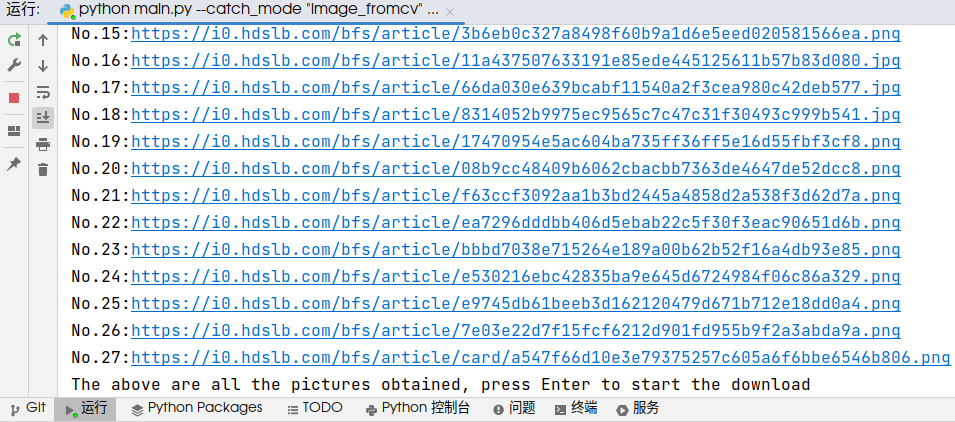 运行: python main.py --catch_mode "image_fromcv" ...
No.15:https://i0.hdslb.com/bfs/article/3b6eb0c327a8498f60b9a1d6e5eed020581566ea.png
No.16:https://i0.hdslb.com/bfs/article/11a437507633191e85ede445125611b57b83d080.jpg
No.17:https://i0.hdslb.com/bfs/article/66da030e639bcabf11540a2f3cea980c42deb577.jpg
No.18:https://i0.hdslb.com/bfs/article/8314052b9975ec9565c7c47c31f30493c999b541.jpg
No.19:https://i0.hdslb.com/bfs/article/17470954e5ac604ba735ff36ff5e16d55fbf3cf8.png
No.20:https://i0.hdslb.com/bfs/article/08b9cc48409b6062cbacbb7363de4647de52dcc8.png
No.21:https://i0.hdslb.com/bfs/article/f63ccf3092aa1b3bd2445a4858d2a538f3d62d7a.png
No.22:https://i0.hdslb.com/bfs/article/ea7296dddbb406d5ebab22c5f30f3eac90651d6b.png
No.23:https://i0.hdslb.com/bfs/article/bbbd7038e715264e189a00b62b52f16a4db93e85.png
No.24:https://i0.hdslb.com/bfs/article/e530216ebc42835ba9e645d6724984f06c86a329.png
No.25:https://i0.hdslb.com/bfs/article/e9745db61beeb3d162120479d671b712e18dd0a4.png
No.26:https://i0.hdslb.com/bfs/article/7e03e22d7f15fcf6212d901fd955b9f2a3abda9a.png
No.27:https://i0.hdslb.com/bfs/article/card/a547f66d10e3e79375257c605a6f6bbe6546b806.png
The above are all the pictures obtained, press Enter to start the download
Git 运行 Python Packages TODO Python 控制台 问题 终端 服务